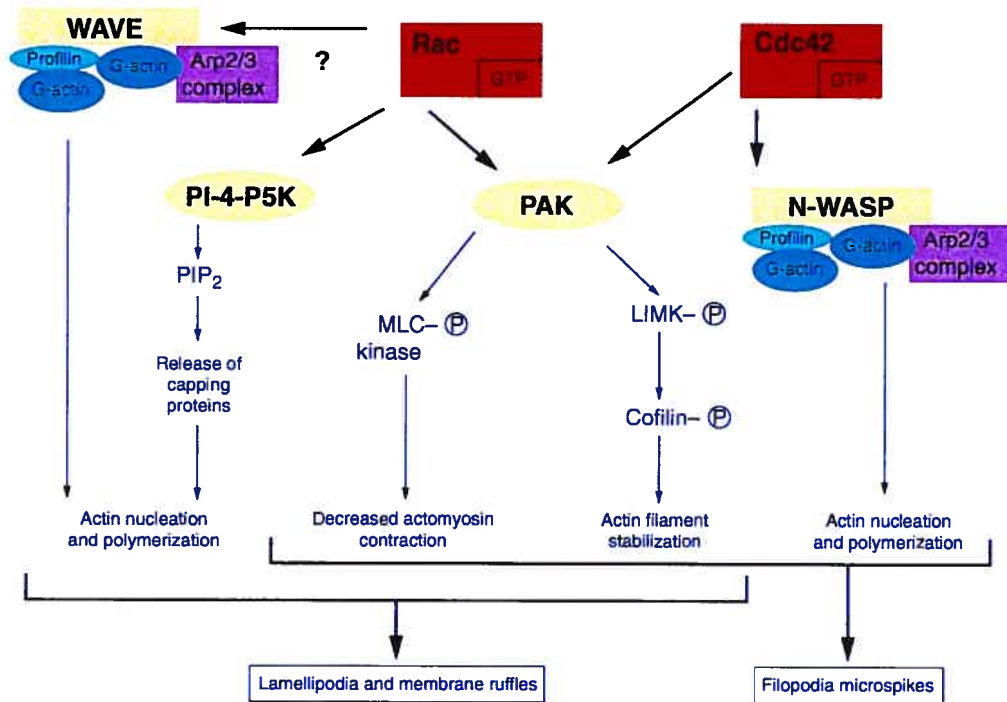 WAVE
Profilin
G-actin
G-actin
Arp2/3
complex
?
Rac
GTP
Cdc42
GTP
PI-4-P5K
PAK
N-WASP
Profilin
G-actin
G-actin
Arp2/3
complex
PIP2
MLC– P
kinase
LIMK– P
Release of
capping
proteins
Cofilin– P
Actin nucleation
and polymerization
Decreased actomyosin
contraction
Actin filament
stabilization
Actin nucleation
and polymerization
Lamellipodia and membrane ruffles
Filopodia microspikes